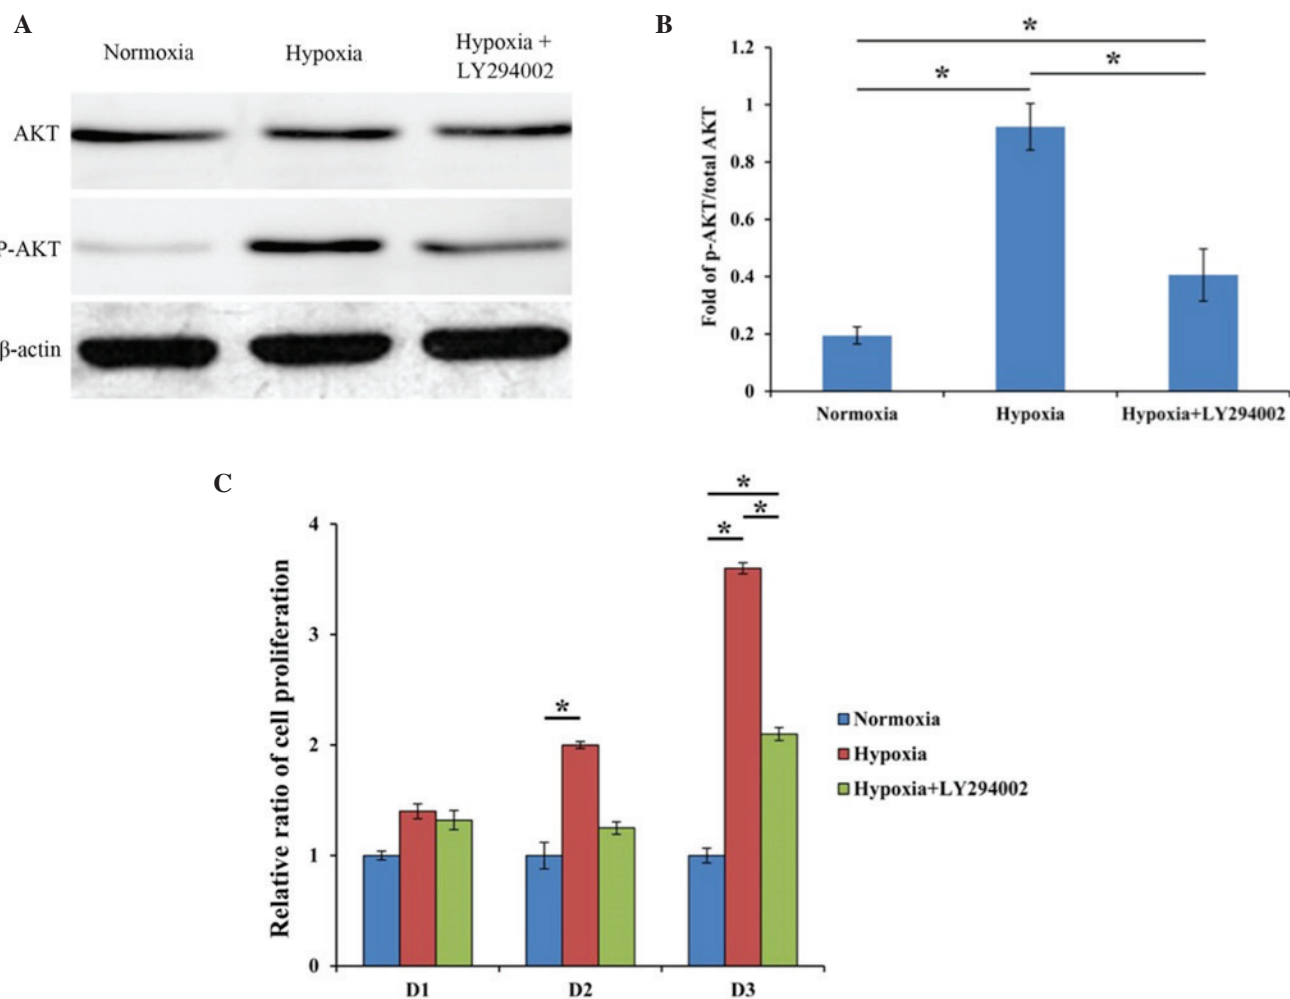 A
Normoxia
Hypoxia
Hypoxia +
LY294002
AKT
P-AKT
β-actin
B
*
*
*
1.2
1
0.8
0.6
0.4
0.2
0
Fold of p-AKT/total AKT
Normoxia
Hypoxia
Hypoxia+LY294002
C
*
*
*
*
4
3
2
1
0
Relative ratio of cell proliferation
D1
D2
D3
Normoxia
Hypoxia
Hypoxia+LY294002